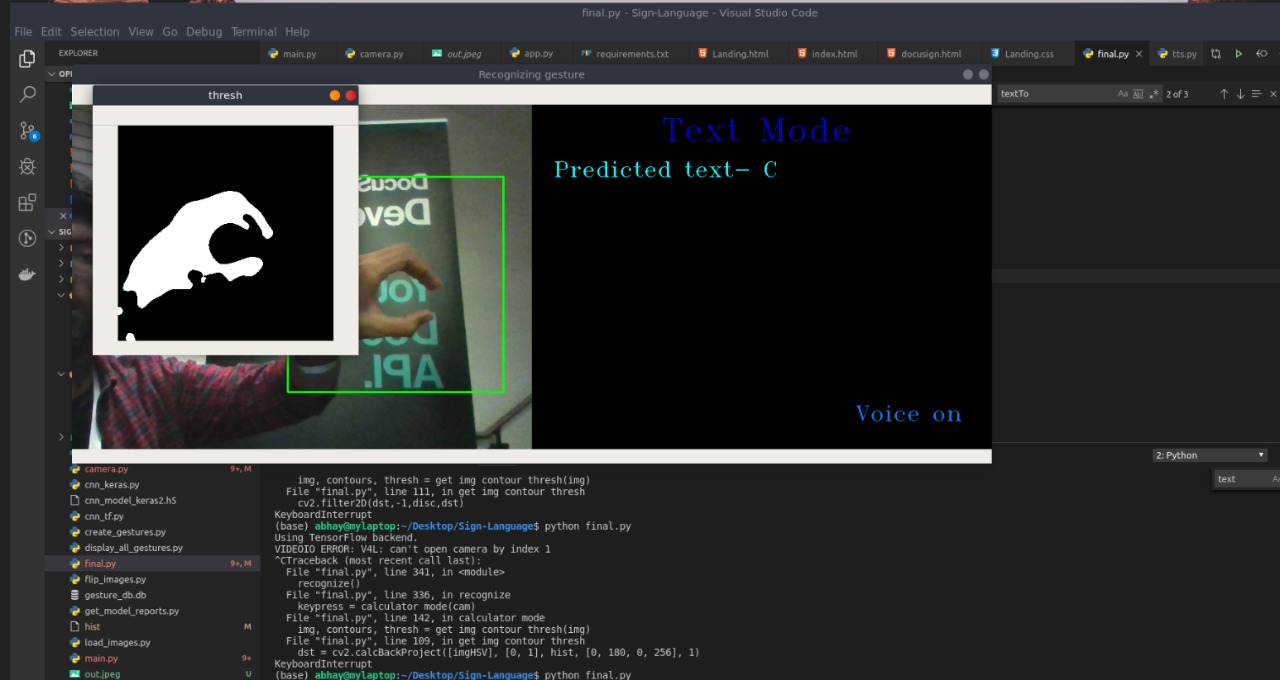 final.py - Sign-Language - Visual Studio Code
File Edit Selection View Go Debug Terminal Help
EXPLORER
main.py camera.py out.jpeg app.py requirements.txt Landing.html index.html docusign.html Landing.css final.py tts.py
Recognizing gesture
textTo
2 of 3
thresh
Text Mode
Predicted text- C
DocuS
Deve
API.
Voice on
2: Python
text
6
camera.py 9+, M
cnn_keras.py
cnn_model_keras2.h5
cnn_tf.py
create_gestures.py
display_all_gestures.py
final.py 9+, M
flip_images.py
gesture_db.db
get_model_reports.py
hist M
load_images.py
main.py 9+
out.jpeg U
img, contours, thresh = get img contour thresh(img)
File "final.py", line 111, in get img contour thresh
cv2.filter2D(dst,-1,disc,dst)
KeyboardInterrupt
(base) abhay@mylaptop:~/Desktop/Sign-Language$ python final.py
Using TensorFlow backend.
VIDEOIO ERROR: V4L: can't open camera by index 1
^CTraceback (most recent call last):
File "final.py", line 341, in <module>
recognize()
File "final.py", line 336, in recognize
keypress = calculator mode(cam)
File "final.py", line 142, in calculator mode
img, contours, thresh = get img contour thresh(img)
File "final.py", line 109, in get img contour thresh
dst = cv2.calcBackProject([imgHSV], [0, 1], hist, [0, 180, 0, 256], 1)
KeyboardInterrupt
(base) abhay@mylaptop:~/Desktop/Sign-Language$ python final.py